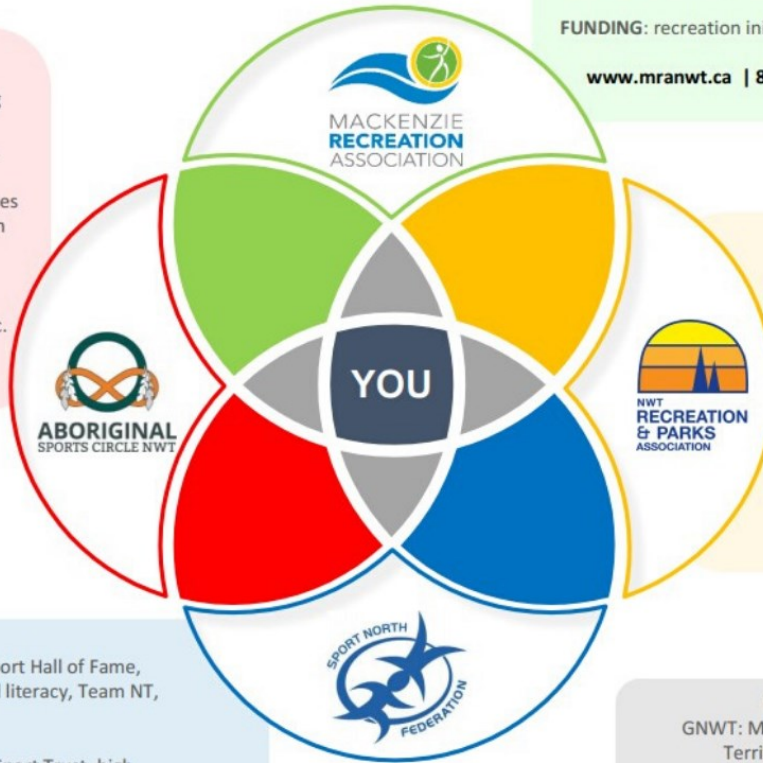 FUNDING: recreation in
www.mranwt.ca | 8
MACKENZIE
RECREATION
ASSOCIATION
es
YOU
ABORIGINAL
SPORTS CIRCLE NWT
NWT
RECREATION
& PARKS
ASSOCIATION
SPORT NORTH
FEDERATION
ort Hall of Fame,
literacy, Team NT,
GNWT: M
Terri